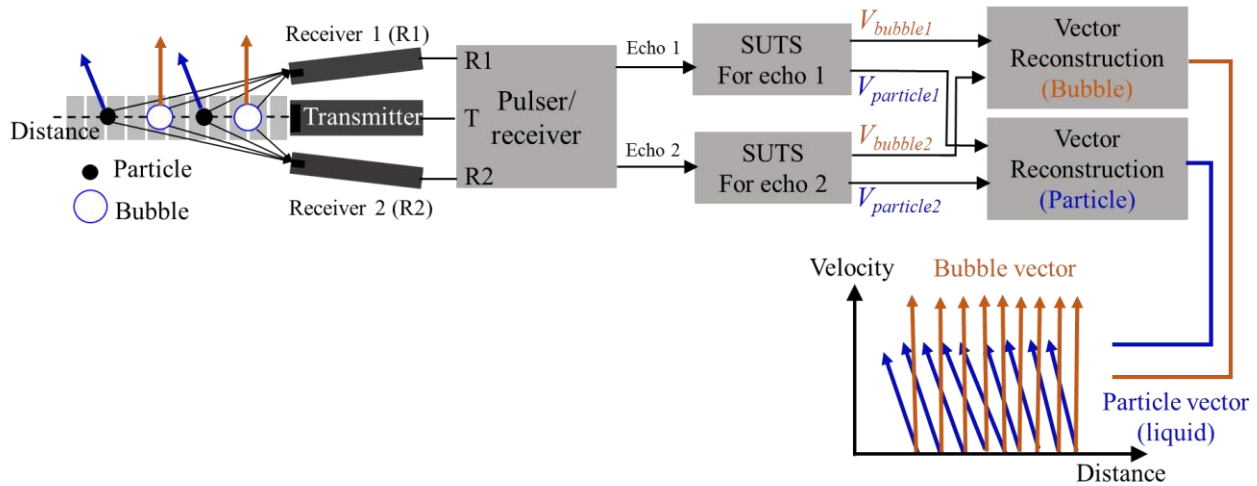 Receiver 1 (R1)
Distance
Transmitter
Particle
Bubble
Receiver 2 (R2)
R1
T
R2
Pulser/
receiver
Echo 1
Echo 2
SUTS
For echo 1
SUTS
For echo 2
V_bubble1
V_particle1
V_bubble2
V_particle2
Vector
Reconstruction
(Bubble)
Vector
Reconstruction
(Particle)
Velocity
Bubble vector
Particle vector
(liquid)
Distance